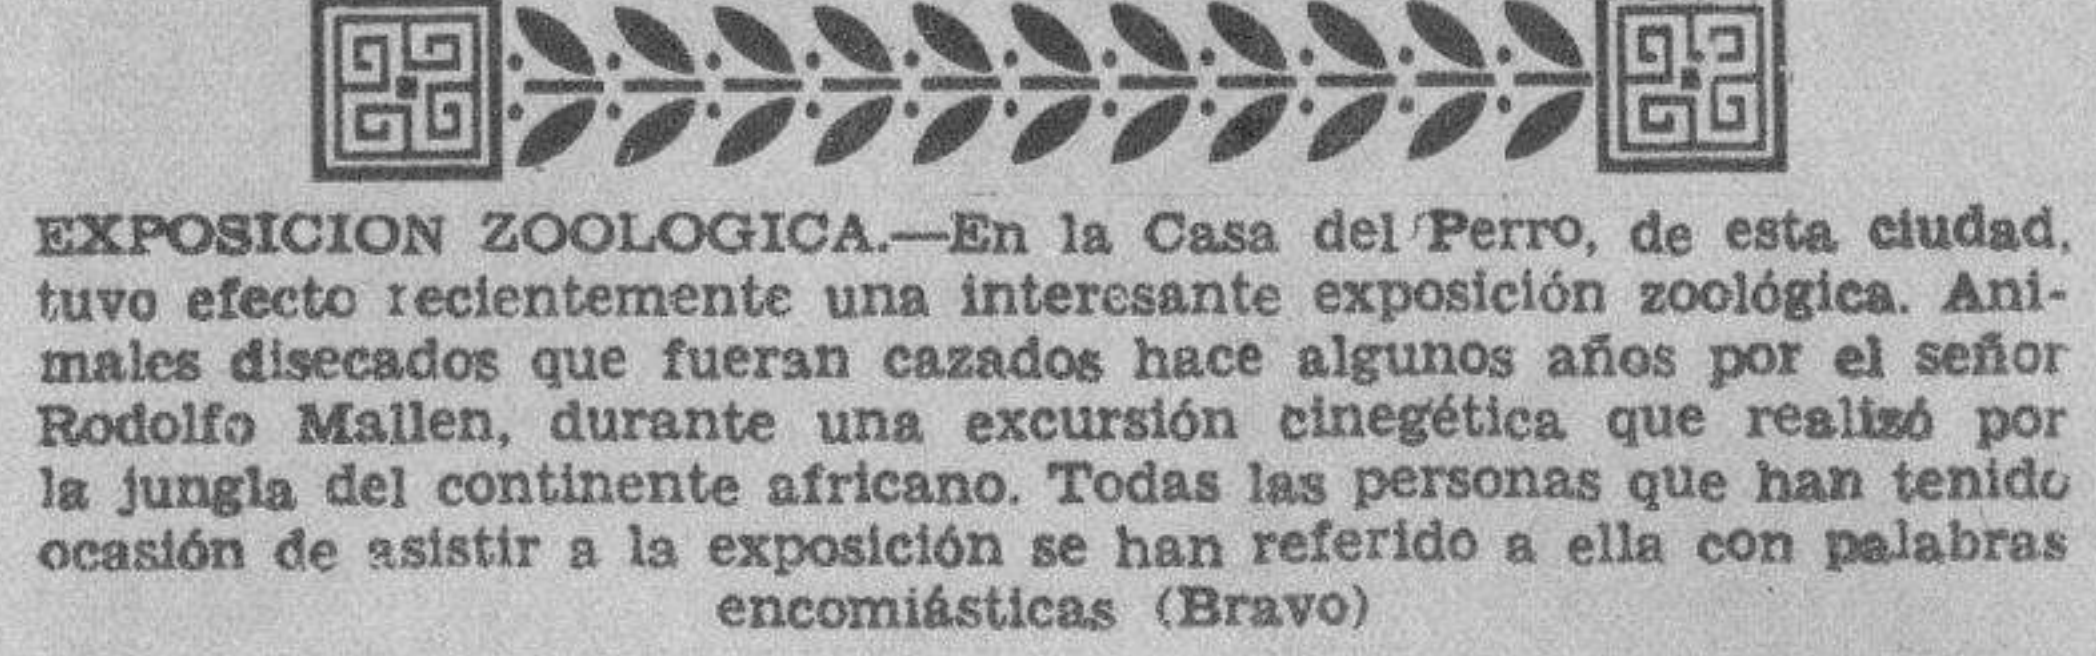 EXPOSICION ZOOLOGICA.—En la Casa del Perro, de esta ciudad,
tuvo efecto recientemente una interesante exposición zoológica. Ani-
males disecados que fueran cazados hace algunos años por el señor
Rodolfo Mallen, durante una excursión cinegética que realizó por
la jungla del continente africano. Todas las personas que han tenido
ocasión de asistir a la exposición se han referido a ella con palabras
encomiásticas (Bravo)